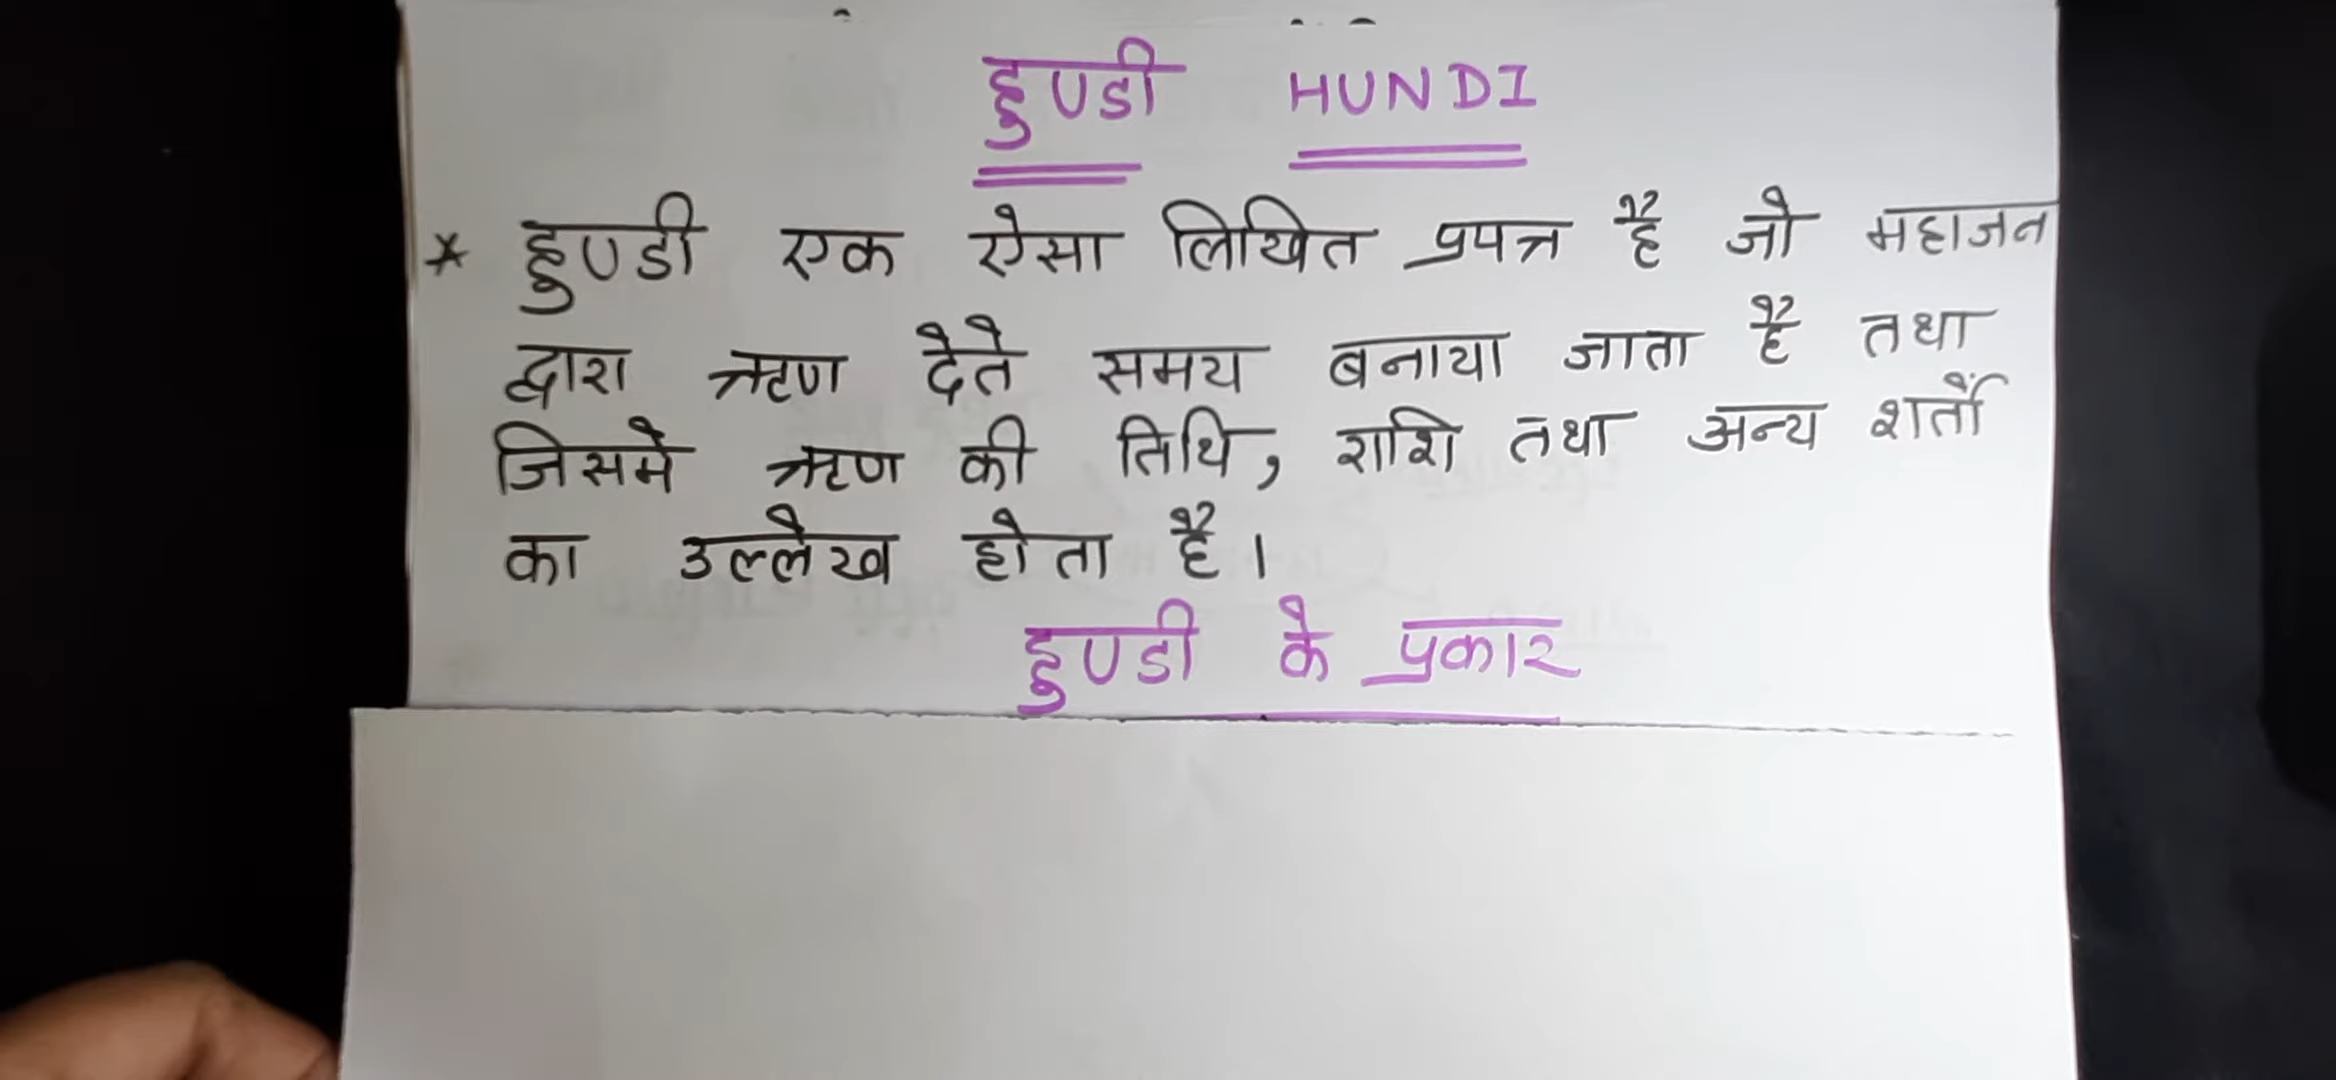 हुण्डी HUNDI
* हुण्डी एक ऐसा लिखित प्रपत्र है जो महाजन
द्वारा ऋण देते समय बनाया जाता है तथा
जिसमे ऋण की तिथि, राशि तथा अन्य शर्तों
का उल्लेख होता है।
हुण्डी के प्रकार